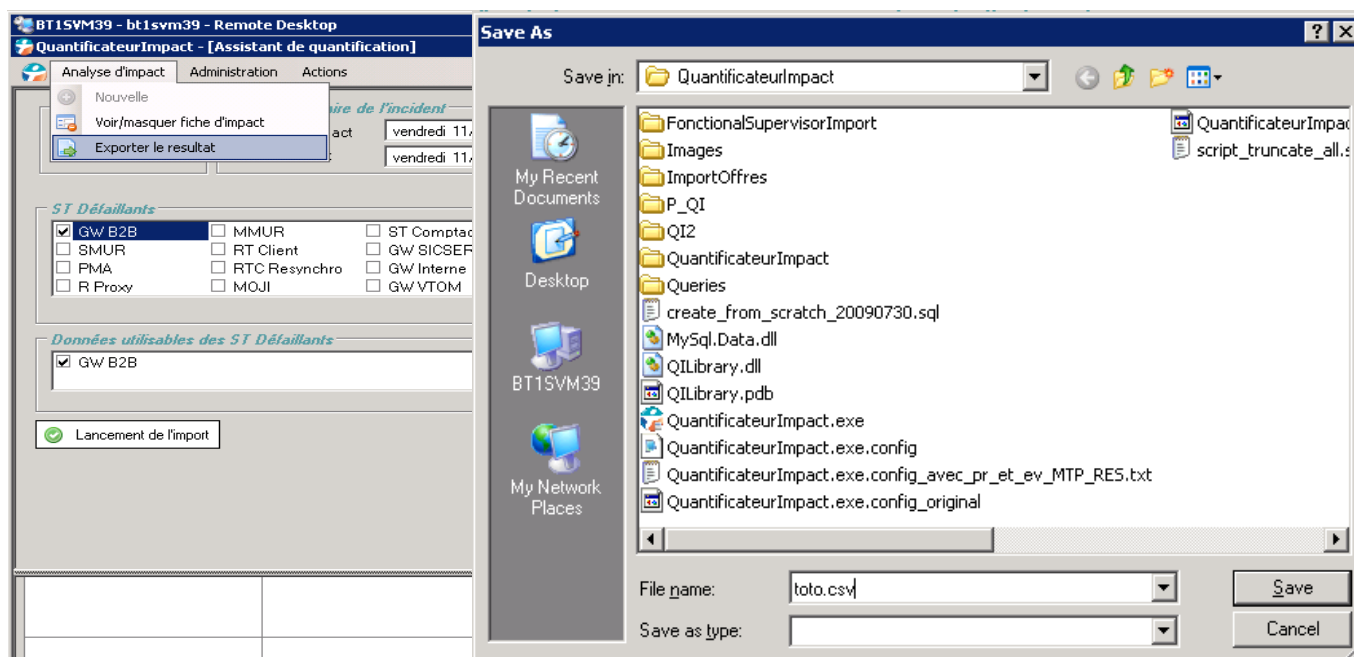 BT1SVM39 - bt1svm39 - Remote Desktop
QuantificateurImpact - [Assistant de quantification]
Analyse d'impact Administration Actions
Nouvelle
Voir/masquer fiche d'impact
Exporter le resultat
ire de l'incident
act vendredi 11
vendredi 11
ST Défaillants
GW B2B MMUR ST Comptac
SMUR RT Client GW SICSER
PMA RTC Resynchro GW Interne
R Proxy MOJI GW VTOM
Données utilisables des ST Défaillants
GW B2B
Lancement de l'import
Save As
Save in: QuantificateurImpact
My Recent Documents
Desktop
BT1SVM39
My Network Places
FonctionalSupervisorImport
Images
ImportOffres
P_QI
QI2
QuantificateurImpact
Queries
create_from_scratch_20090730.sql
MySql.Data.dll
QILibrary.dll
QILibrary.pdb
QuantificateurImpact.exe
QuantificateurImpact.exe.config
QuantificateurImpact.exe.config_avec_pr_et_ev_MTP_RES.txt
QuantificateurImpact.exe.config_original
QuantificateurImpac
script_truncate_all.s
File name: toto.csv
Save
Save as type:
Cancel